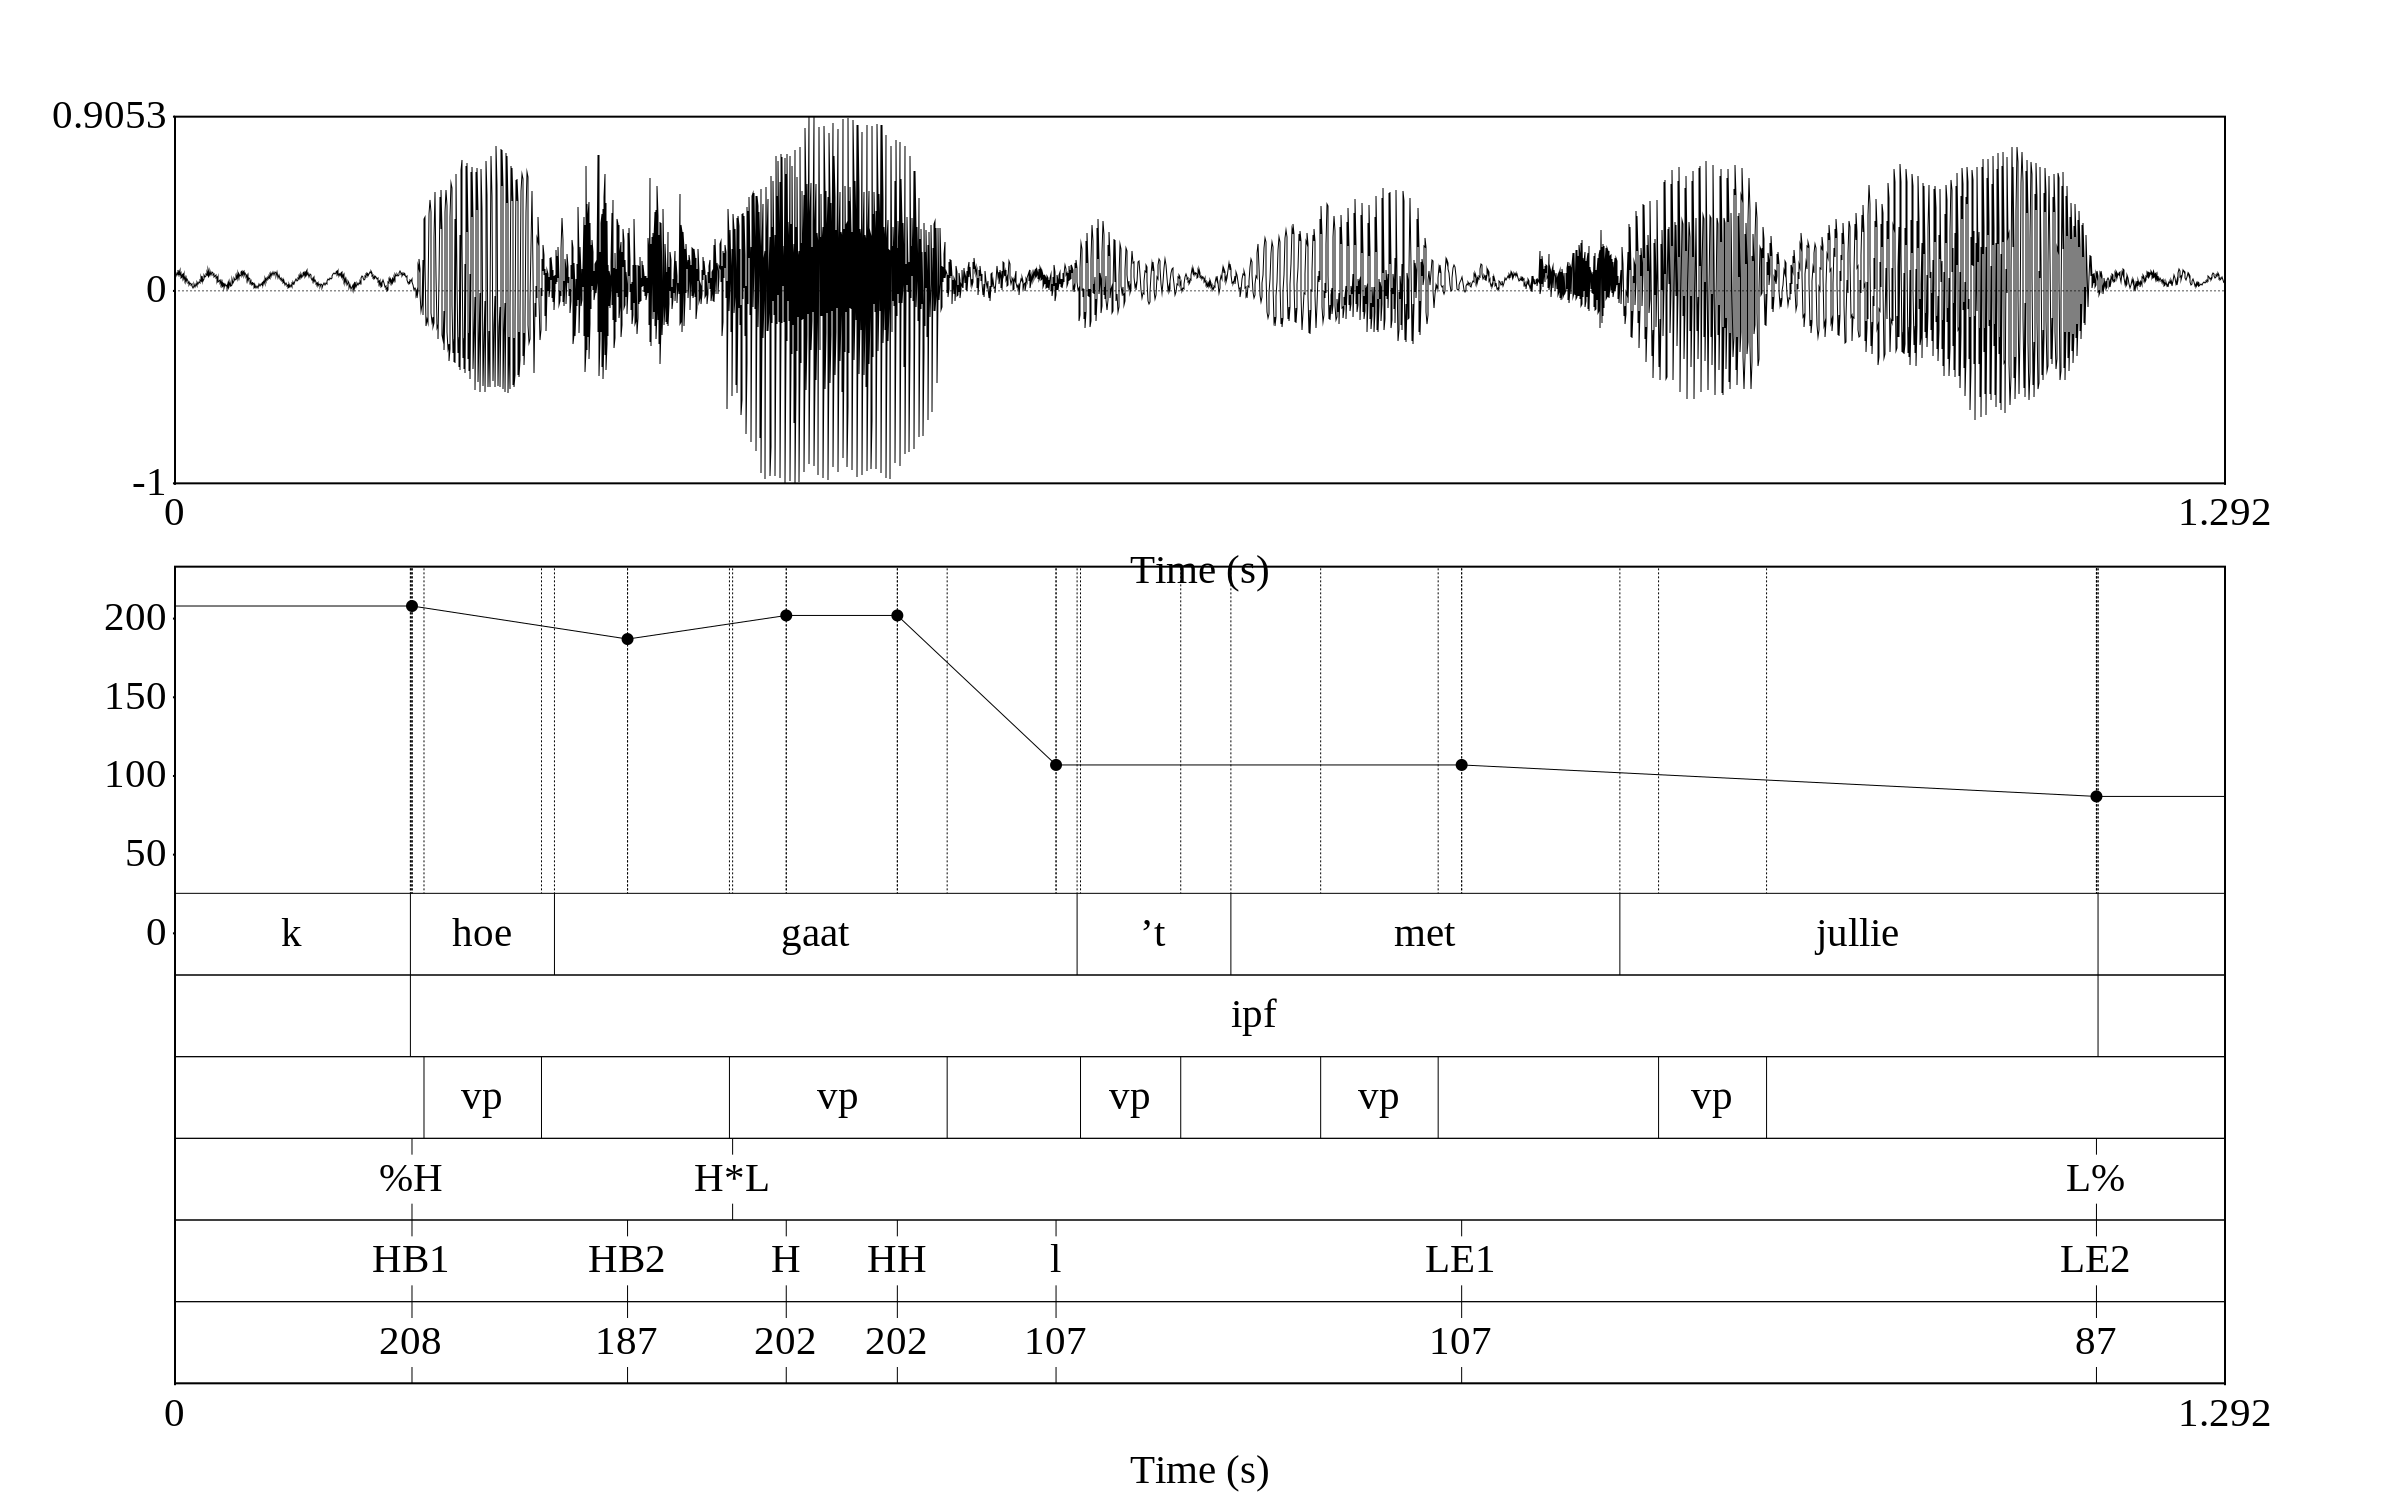 0.9053
0
-1
0 1.292
Time (s)
200
150
100
50
0
k hoe gaat ’t met jullie
ipf
vp vp vp vp vp
%H H*L L%
HB1 HB2 H HH l LE1 LE2
208 187 202 202 107 107 87
0 1.292
Time (s)